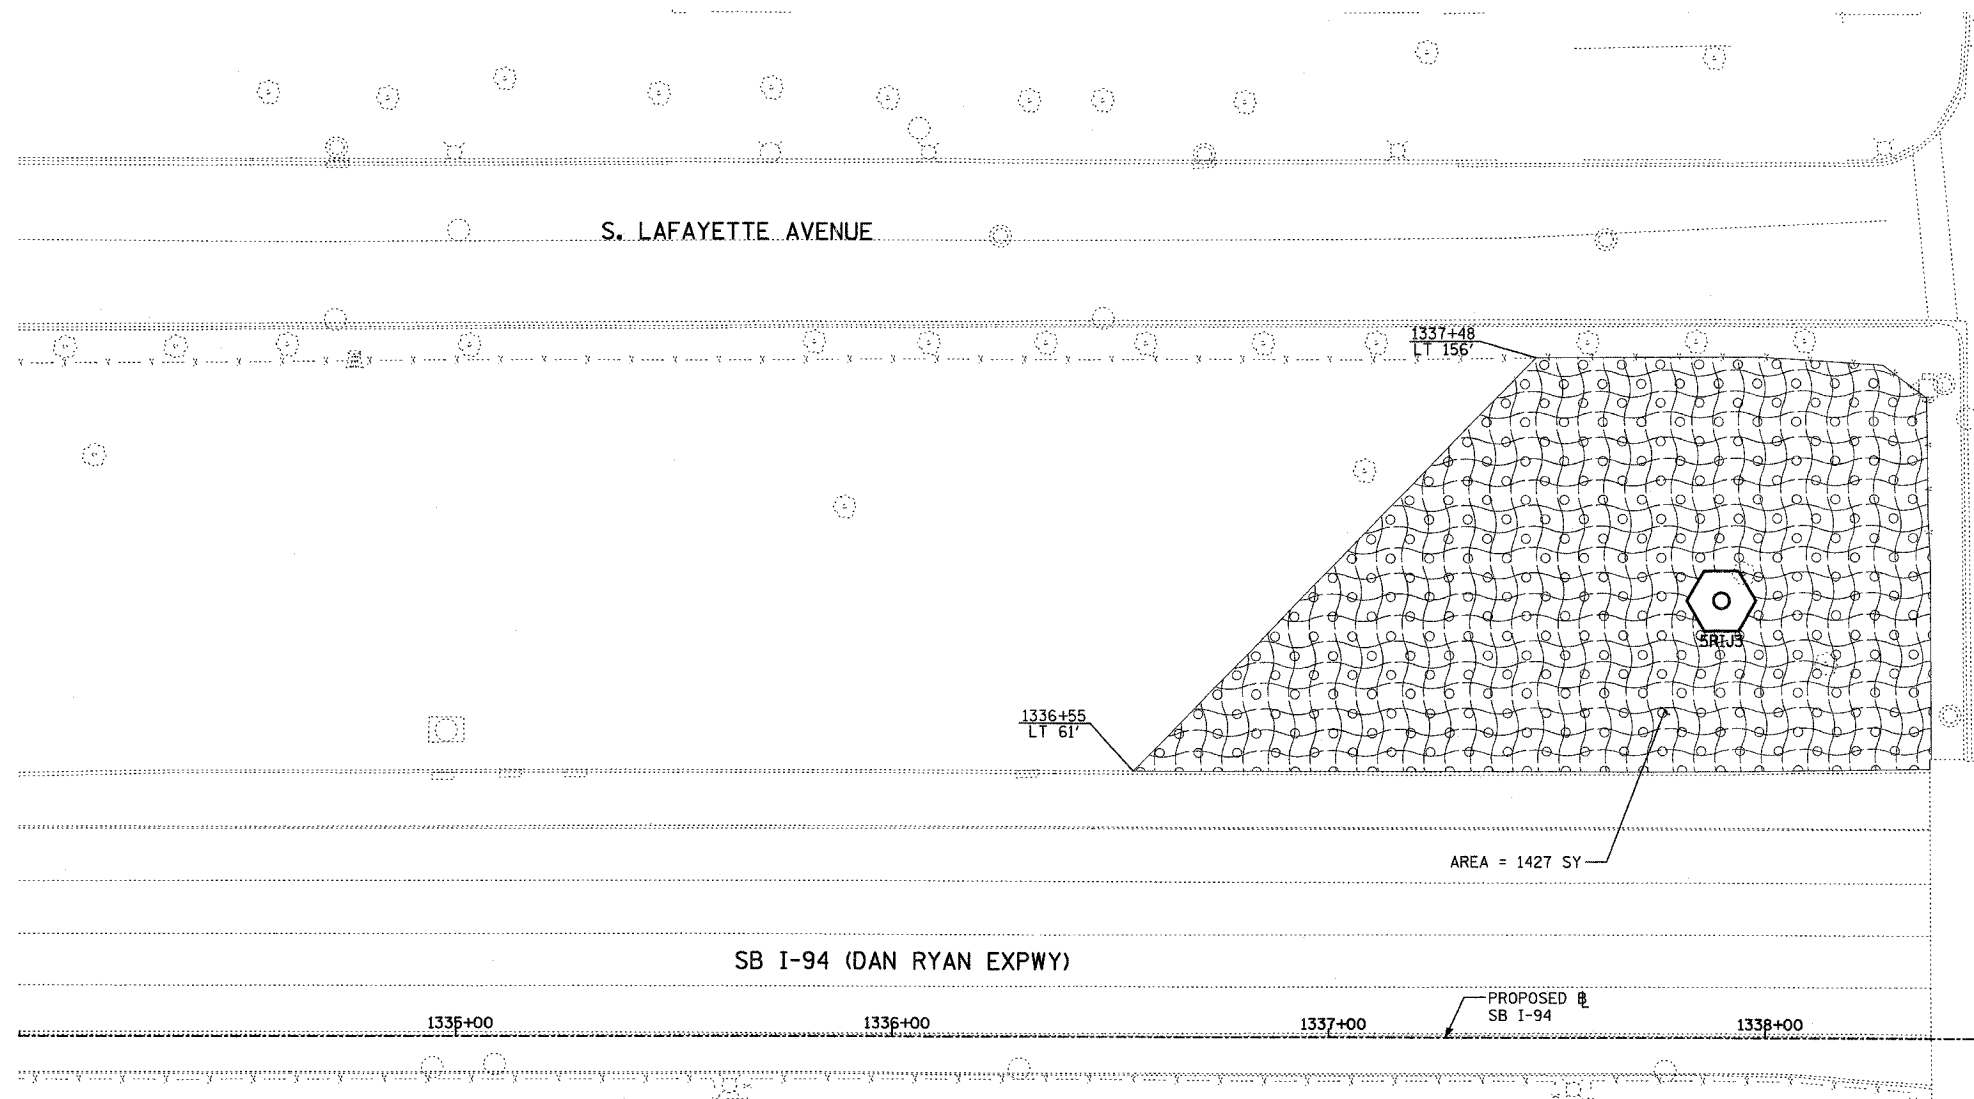 S. LAFAYETTE AVENUE
1337+48
LT 156'
5RIJ3
1336+55
LT 61'
AREA = 1427 SY
SB I-94 (DAN RYAN EXPWY)
PROPOSED ⅊
SB I-94
1335+00
1336+00
1337+00
1338+00